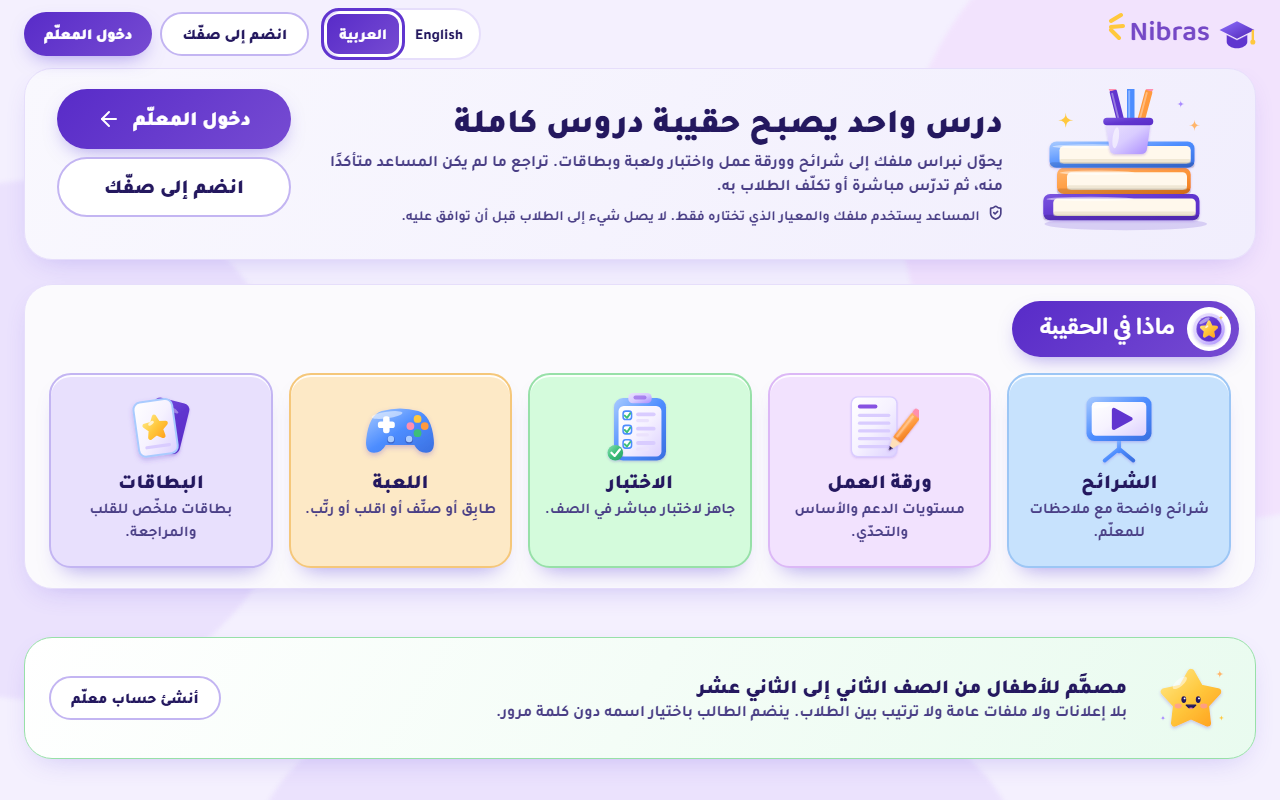 Nibras
English
العربية
انضم إلى صفّك
دخول المعلّم
درس واحد يصبح حقيبة دروس كاملة
يحوّل نبراس ملفك إلى شرائح وورقة عمل واختبار ولعبة وبطاقات. تراجع ما لم يكن المساعد متأكدًا
منه، ثم تدرّس مباشرة أو تكلّف الطلاب به.
المساعد يستخدم ملفك والمعيار الذي تختاره فقط. لا يصل شيء إلى الطلاب قبل أن توافق عليه.
دخول المعلّم
انضم إلى صفّك
ماذا في الحقيبة
الشرائح
شرائح واضحة مع ملاحظات
للمعلّم.
ورقة العمل
مستويات الدعم والأساس
والتحدّي.
الاختبار
جاهز لاختبار مباشر في الصف.
اللعبة
طابِق أو صنّف أو اقلب أو رتّب.
البطاقات
بطاقات ملخّص للقلب
والمراجعة.
مصمَّم للأطفال من الصف الثاني إلى الثاني عشر
بلا إعلانات ولا ملفات عامة ولا ترتيب بين الطلاب. ينضم الطالب باختيار اسمه دون كلمة مرور.
أنشئ حساب معلّم